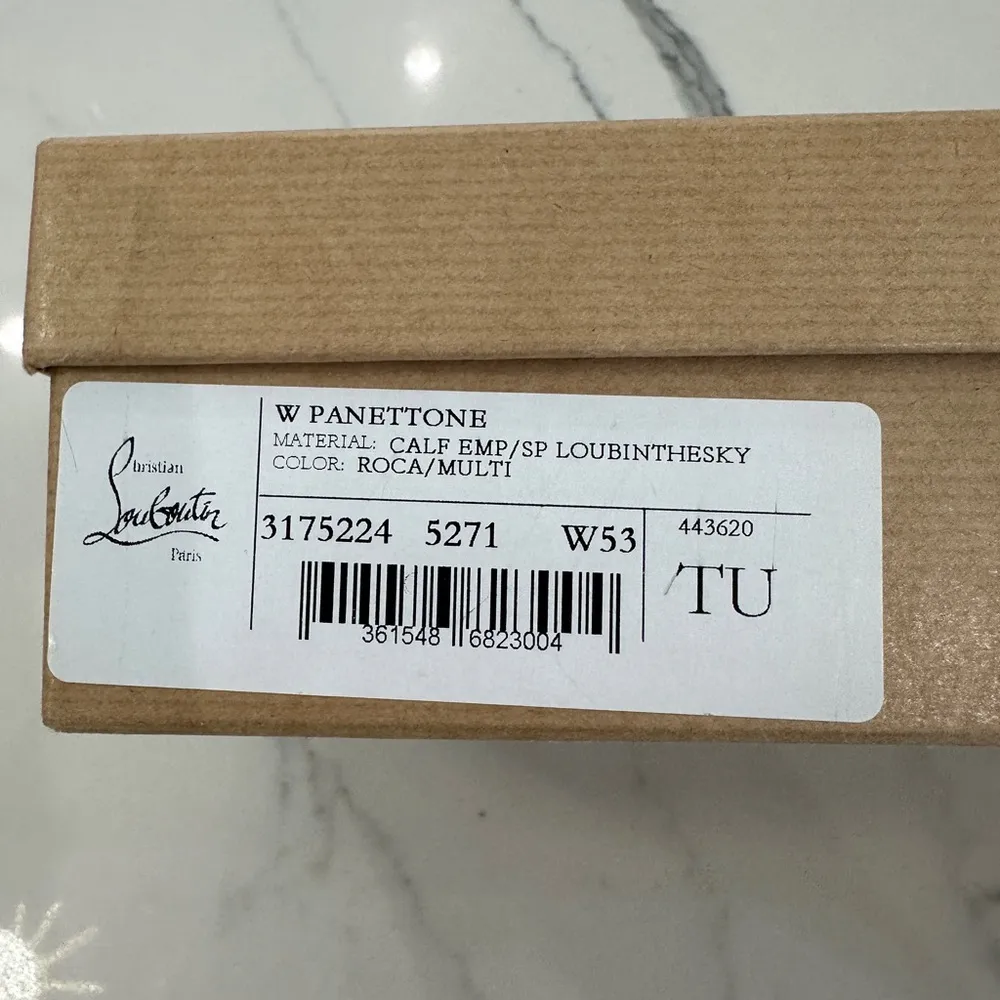 Christian
Louboutin
Paris
W PANETTONE
MATERIAL: CALF EMP/SP LOUBINTHESKY
COLOR: ROCA/MULTI
3175224 5271 W53
443620
TU
361548 6823004